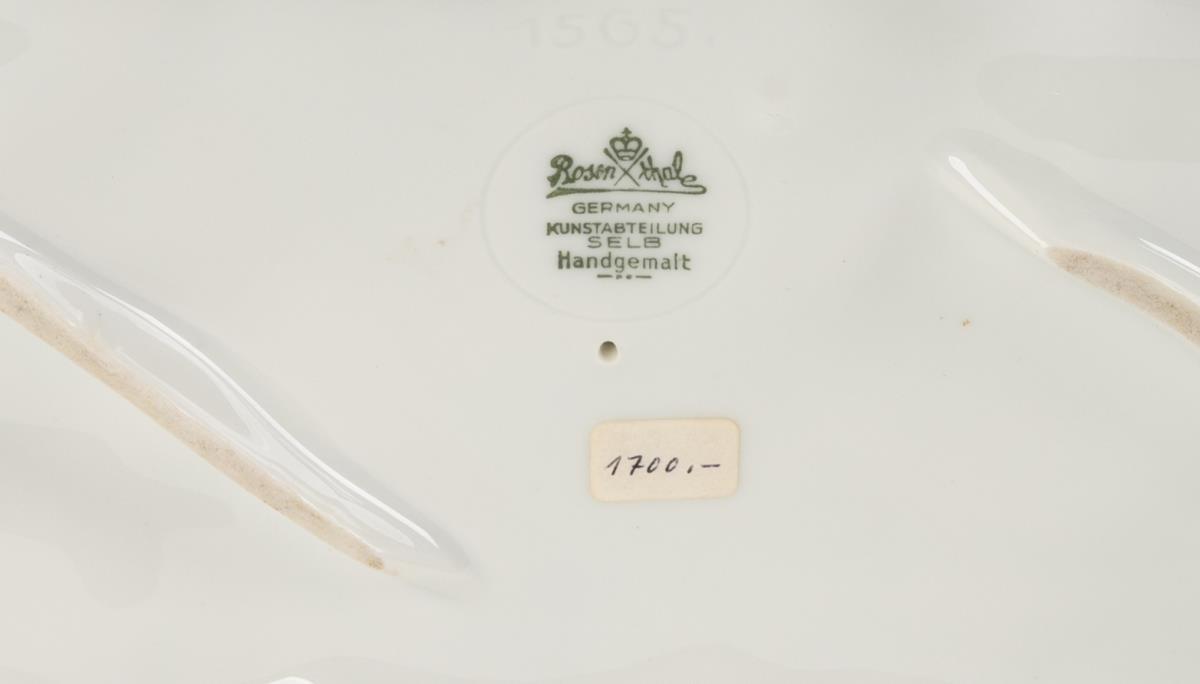 1565.
Rosenthal
GERMANY
KUNSTABTEILUNG
SELB
Handgemalt
1700.–